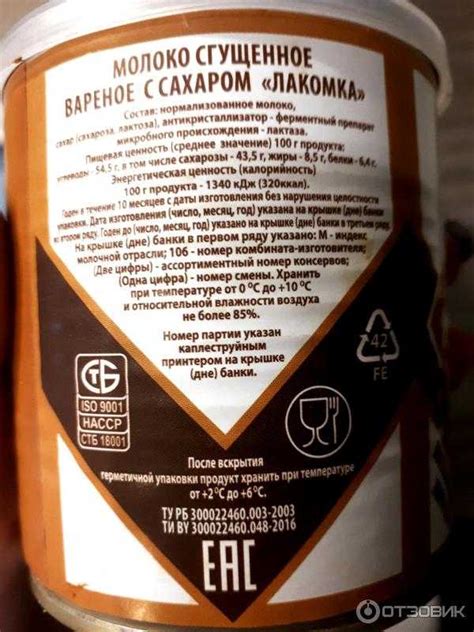 МОЛОКО СГУЩЕННОЕ
ВАРЕНОЕ С САХАРОМ «ЛАКОМКА»
Состав: нормализованное молоко,
сахар (сахароза, лактоза), антикристаллизатор - ферментный препарат
микробного происхождения - лактаза.
Пищевая ценность (среднее значение) 100 г продукта:
углеводы - 54,5 г, в том числе сахарозы - 43,5 г, жиры - 8,5 г, белки - 6,4 г.
Энергетическая ценность (калорийность)
100 г продукта - 1340 кДж (320ккал).
Годен в течение 10 месяцев с даты изготовления без нарушения целостности
упаковки. Дата изготовления (число, месяц, год) указана на крышке (дне) банки
во втором ряду. Годен до (число, месяц, год) указано на крышке (дне) банки в третьем ряду.
На крышке (дне) банки в первом ряду указано: М - индекс
молочной отрасли; 106 - номер комбината-изготовителя;
(Две цифры) - ассортиментный номер консервов;
(Одна цифра) - номер смены. Хранить
при температуре от 0 °С до +10 °С
и относительной влажности воздуха
не более 85%.
Номер партии указан
каплеструйным
принтером на крышке
(дне) банки.
42
FE
СТБ
ISO 9001
HACCP
СТБ 18001
После вскрытия
герметичной упаковки продукт хранить при температуре
от +2°С до +6°С.
ТУ РБ 300022460.003-2003
ТИ BY 300022460.048-2016
EAC
ОТЗОВИК